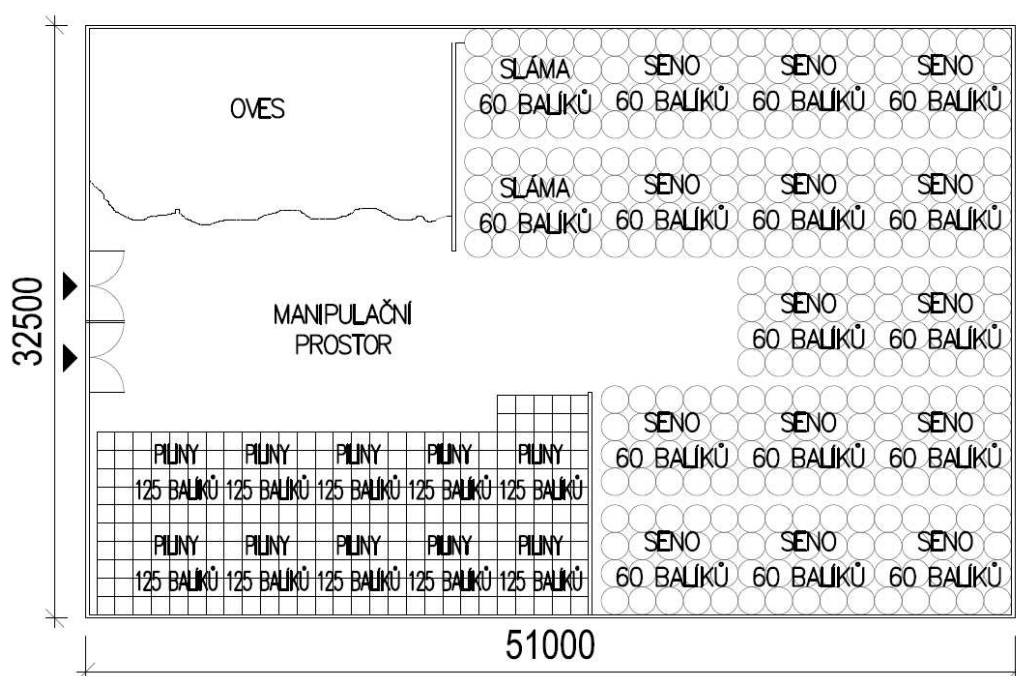 SLÁMA
60 BALÍKŮ
SENO
60 BALÍKŮ
SENO
60 BALÍKŮ
SENO
60 BALÍKŮ
OVES
SLÁMA
60 BALÍKŮ
SENO
60 BALÍKŮ
SENO
60 BALÍKŮ
SENO
60 BALÍKŮ
32500
MANIPULAČNÍ
PROSTOR
SENO
60 BALÍKŮ
SENO
60 BALÍKŮ
SENO
60 BALÍKŮ
SENO
60 BALÍKŮ
SENO
60 BALÍKŮ
PILINY
125 BALÍKŮ
PILINY
125 BALÍKŮ
PILINY
125 BALÍKŮ
PILINY
125 BALÍKŮ
PILINY
125 BALÍKŮ
PILINY
125 BALÍKŮ
PILINY
125 BALÍKŮ
PILINY
125 BALÍKŮ
PILINY
125 BALÍKŮ
PILINY
125 BALÍKŮ
SENO
60 BALÍKŮ
SENO
60 BALÍKŮ
SENO
60 BALÍKŮ
51000